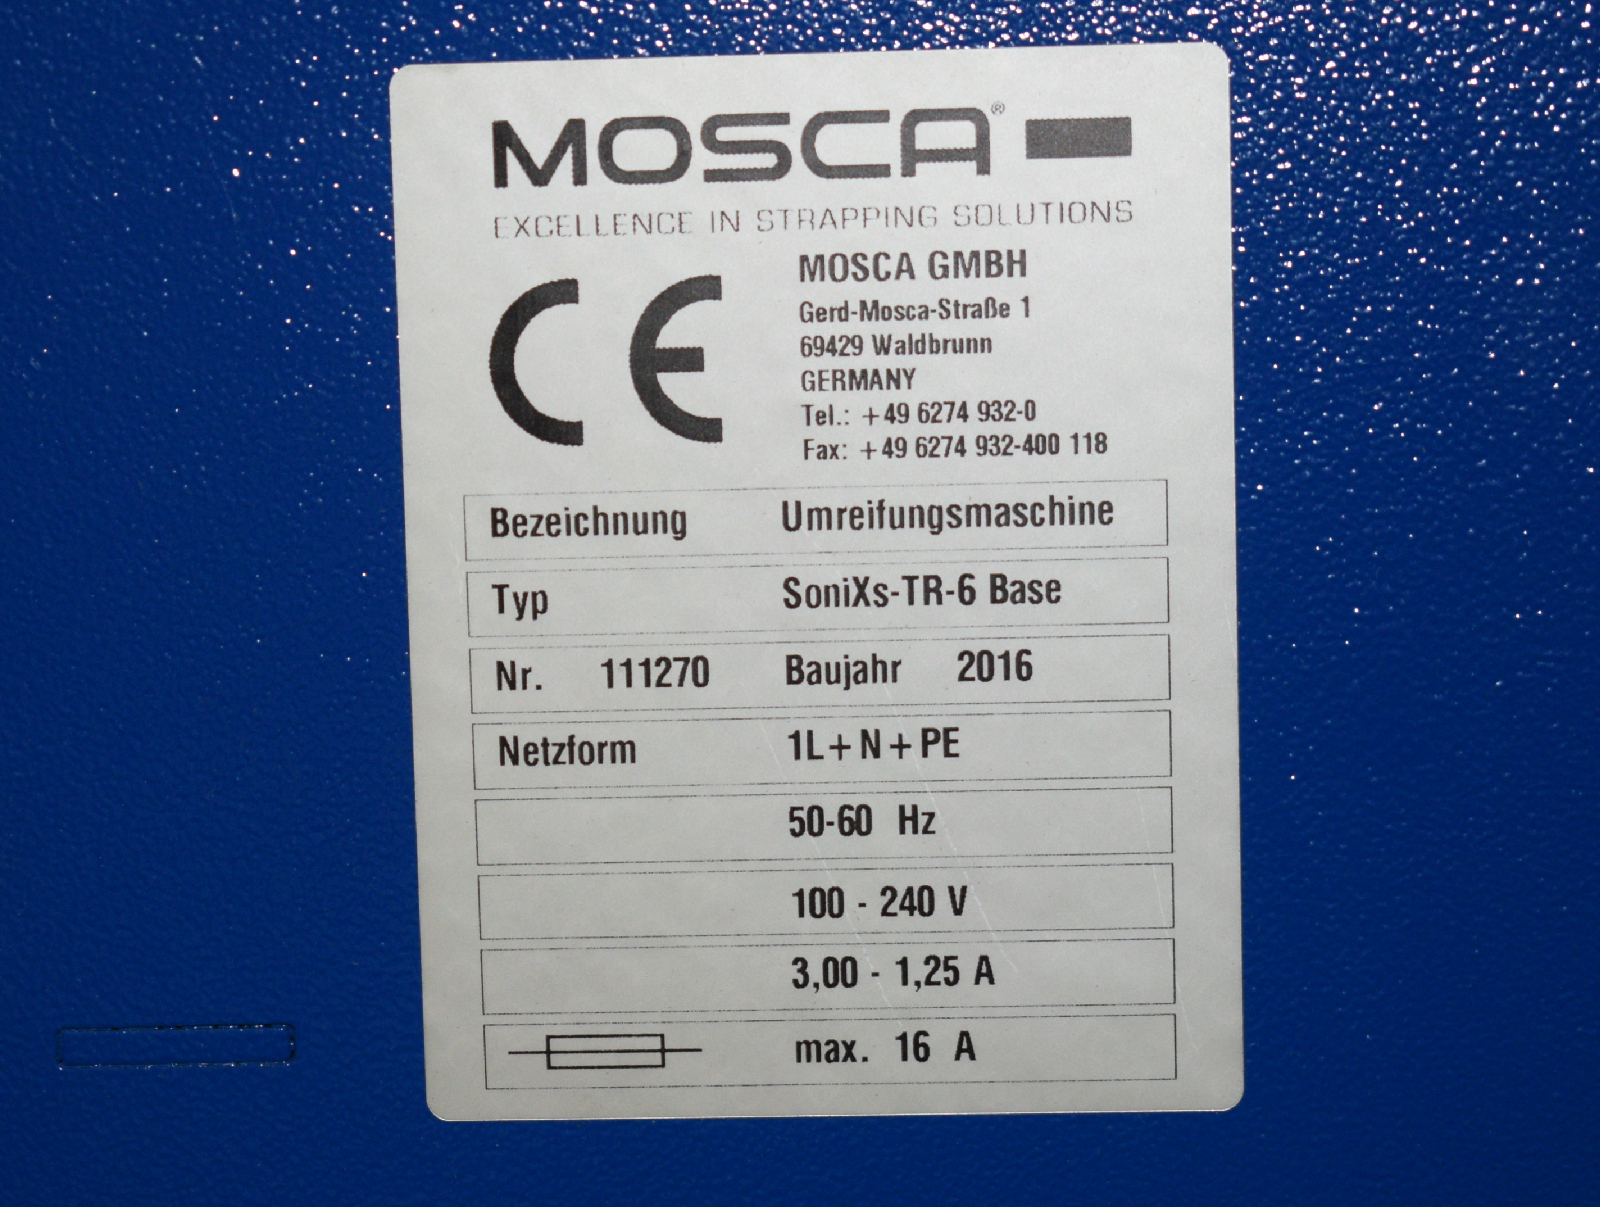 MOSCA®
EXCELLENCE IN STRAPPING SOLUTIONS
CE
MOSCA GMBH
Gerd-Mosca-Straße 1
69429 Waldbrunn
GERMANY
Tel.: +49 6274 932-0
Fax: +49 6274 932-400 118
Bezeichnung Umreifungsmaschine
Typ SoniXs-TR-6 Base
Nr. 111270 Baujahr 2016
Netzform 1L+N+PE
50-60 Hz
100 - 240 V
3,00 - 1,25 A
max. 16 A